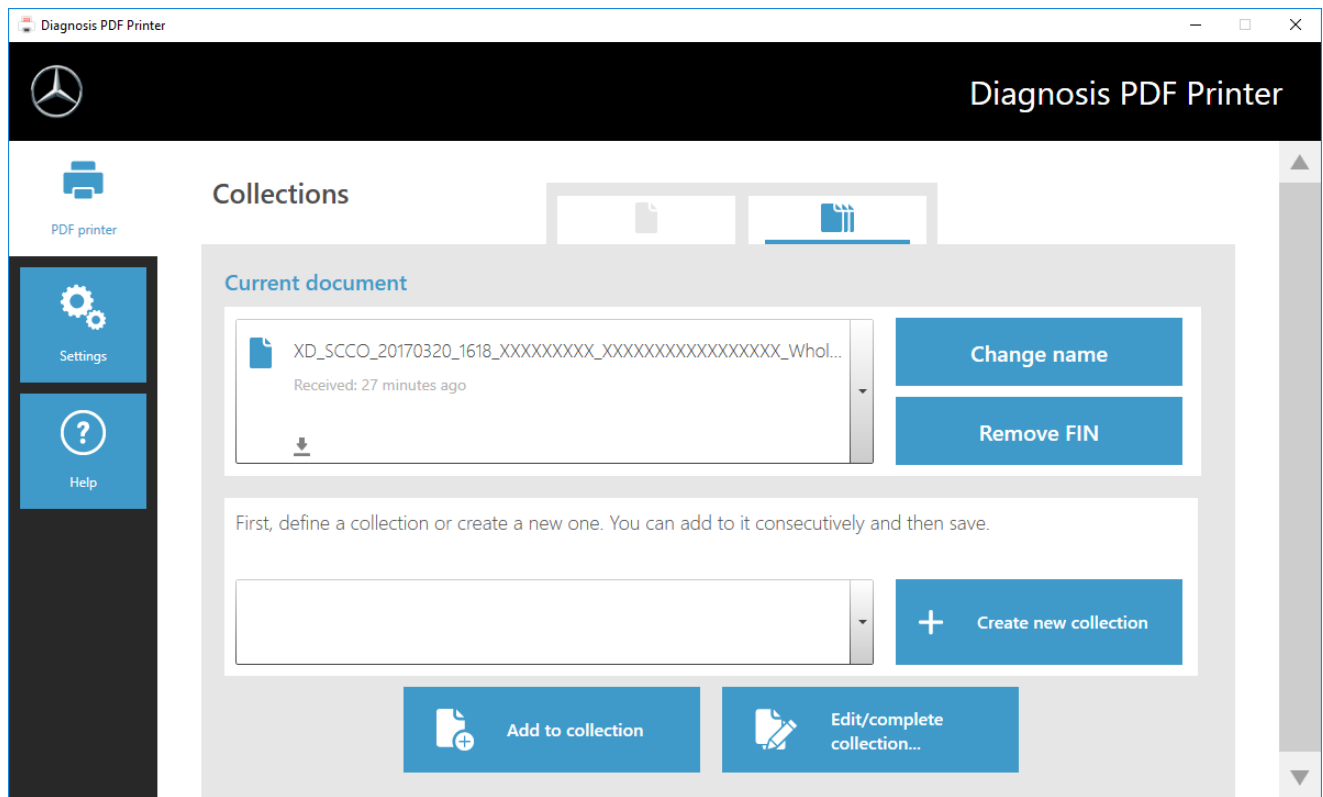 Diagnosis PDF Printer
Diagnosis PDF Printer
PDF printer
Settings
?
Help
Collections
Current document
XD_SCCO_20170320_1618_XXXXXXXXX_XXXXXXXXXXXXXXXXX_Whol...
Received: 27 minutes ago
Change name
Remove FIN
First, define a collection or create a new one. You can add to it consecutively and then save.
Create new collection
Add to collection
Edit/complete
collection...